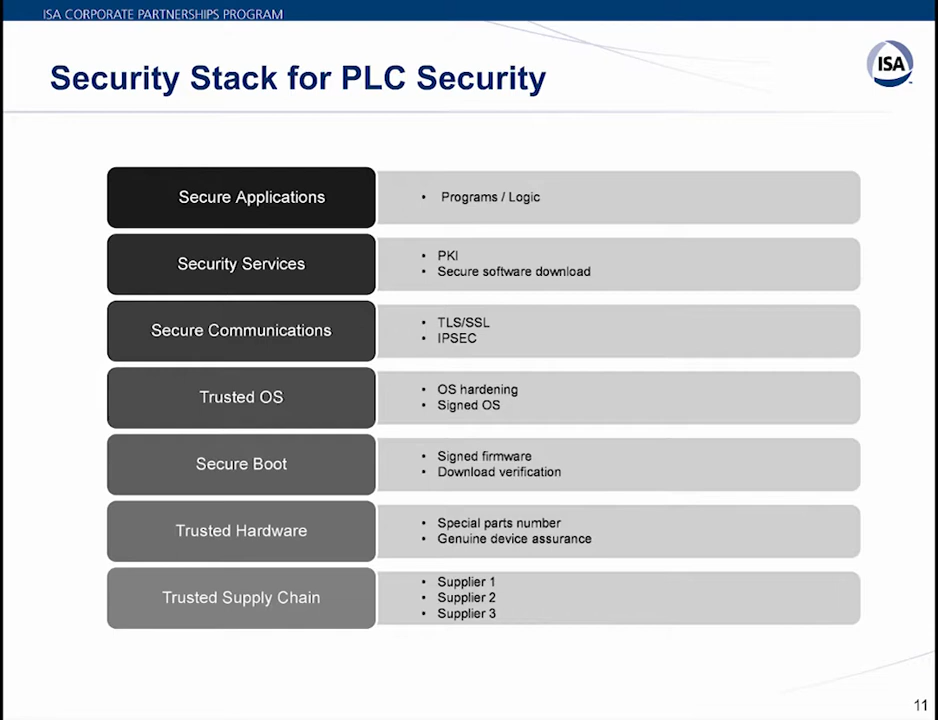 ISA CORPORATE PARTNERSHIPS PROGRAM
Security Stack for PLC Security
ISA
Secure Applications
• Programs / Logic
Security Services
• PKI
• Secure software download
Secure Communications
• TLS/SSL
• IPSEC
Trusted OS
• OS hardening
• Signed OS
Secure Boot
• Signed firmware
• Download verification
Trusted Hardware
• Special parts number
• Genuine device assurance
Trusted Supply Chain
• Supplier 1
• Supplier 2
• Supplier 3
11